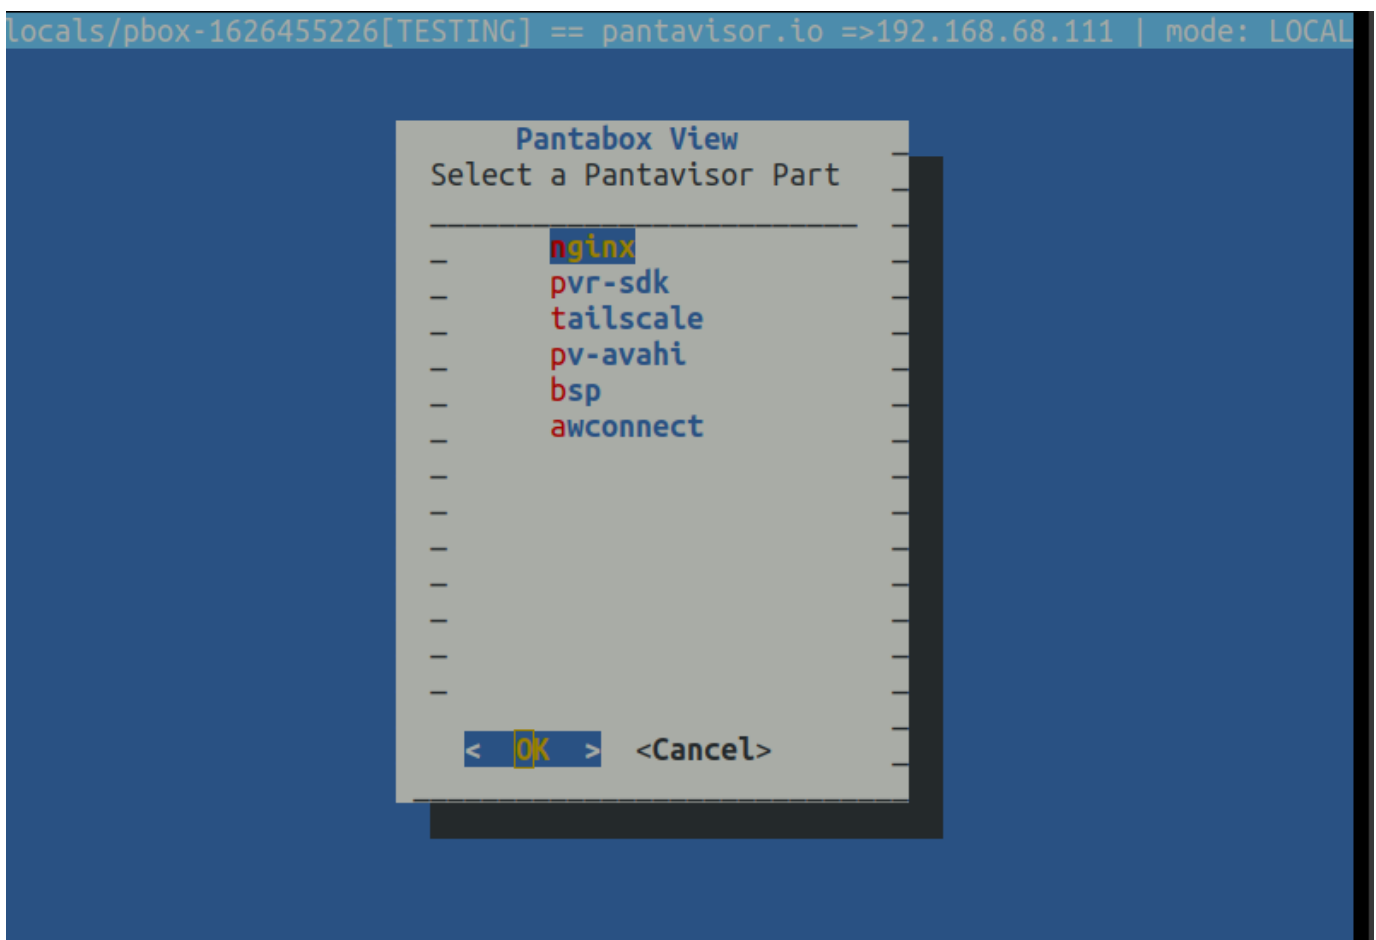 locals/pbox-1626455226[TESTING] == pantavisor.io =>192.168.68.111 | mode: LOCAL
Pantabox View
Select a Pantavisor Part
nginx
pvr-sdk
tailscale
pv-avahi
bsp
awconnect
< OK > <Cancel>